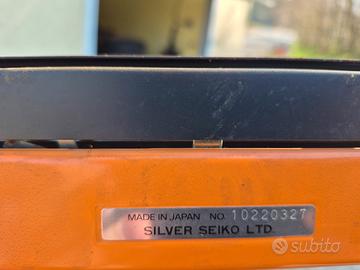 MADE IN JAPAN NO. 10220327
SILVER SEIKO LTD.
subito